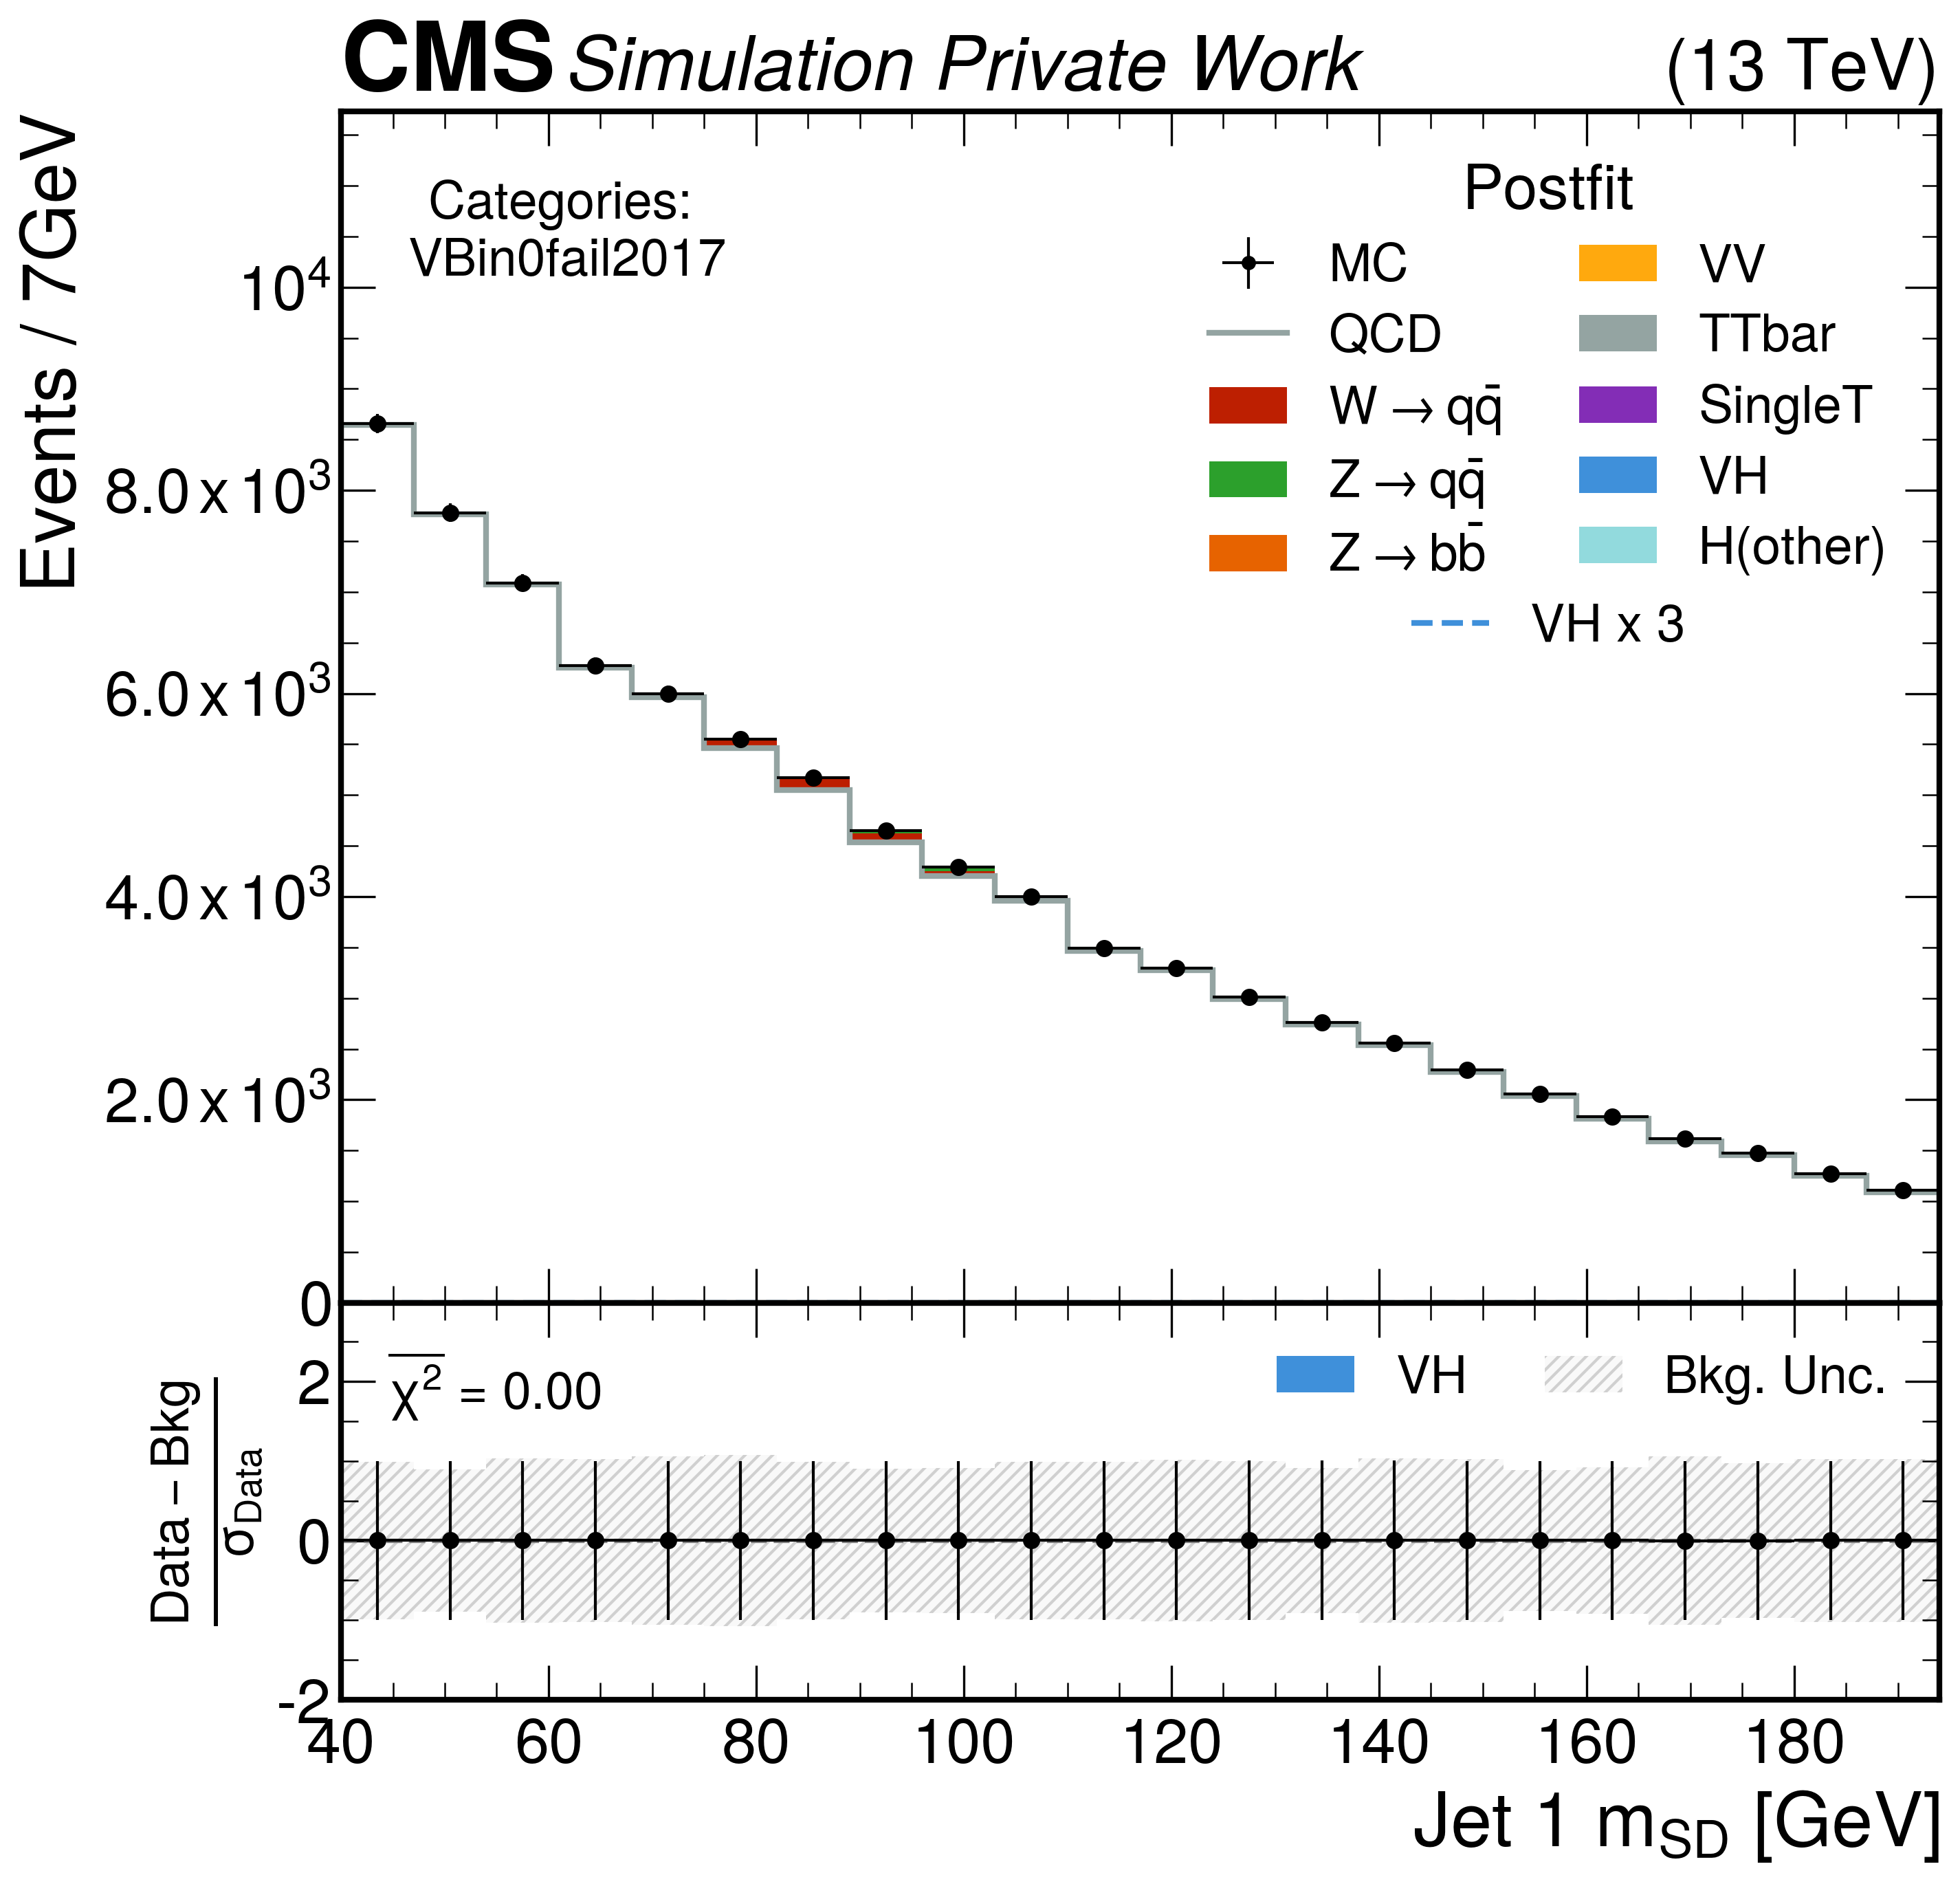 CMS Simulation Private Work (13 TeV)
Events / 7GeV
Categories:
VBin0fail2017
Postfit
MC
QCD
W → qq̄
Z → qq̄
Z → bb̄
VV
TTbar
SingleT
VH
H(other)
VH x 3
10⁴
8.0 x 10³
6.0 x 10³
4.0 x 10³
2.0 x 10³
0
Data − Bkg
σ_Data
χ² = 0.00
VH
Bkg. Unc.
2
0
-2
40 60 80 100 120 140 160 180
Jet 1 m_SD [GeV]